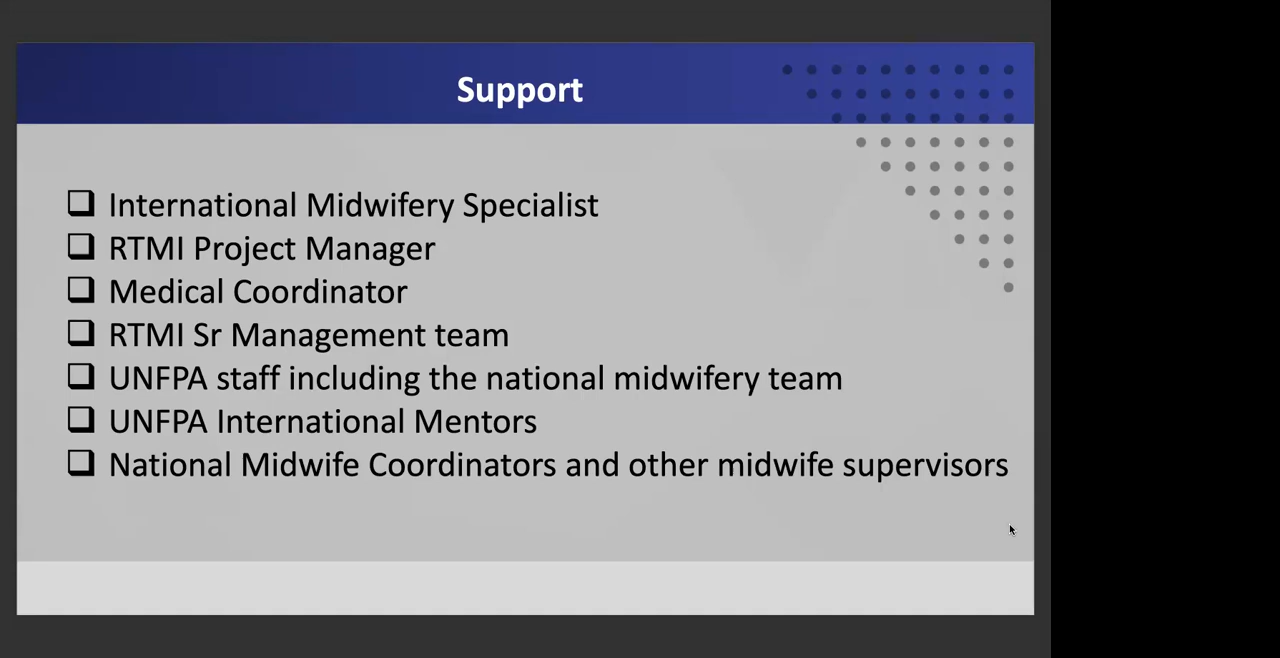 Support
International Midwifery Specialist
RTMI Project Manager
Medical Coordinator
RTMI Sr Management team
UNFPA staff including the national midwifery team
UNFPA International Mentors
National Midwife Coordinators and other midwife supervisors